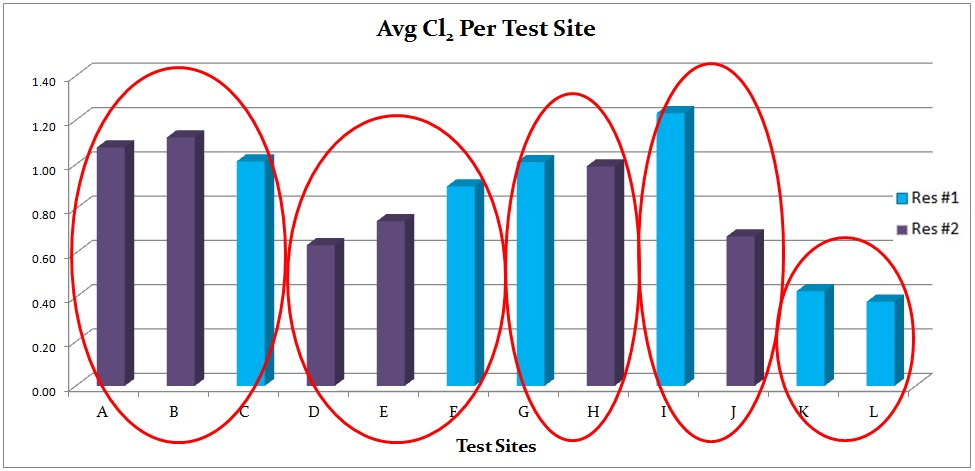 Avg Cl₂ Per Test Site
1.40
1.20
1.00
0.80
0.60
0.40
0.20
0.00
A B C D E F G H I J K L
Test Sites
Res #1
Res #2